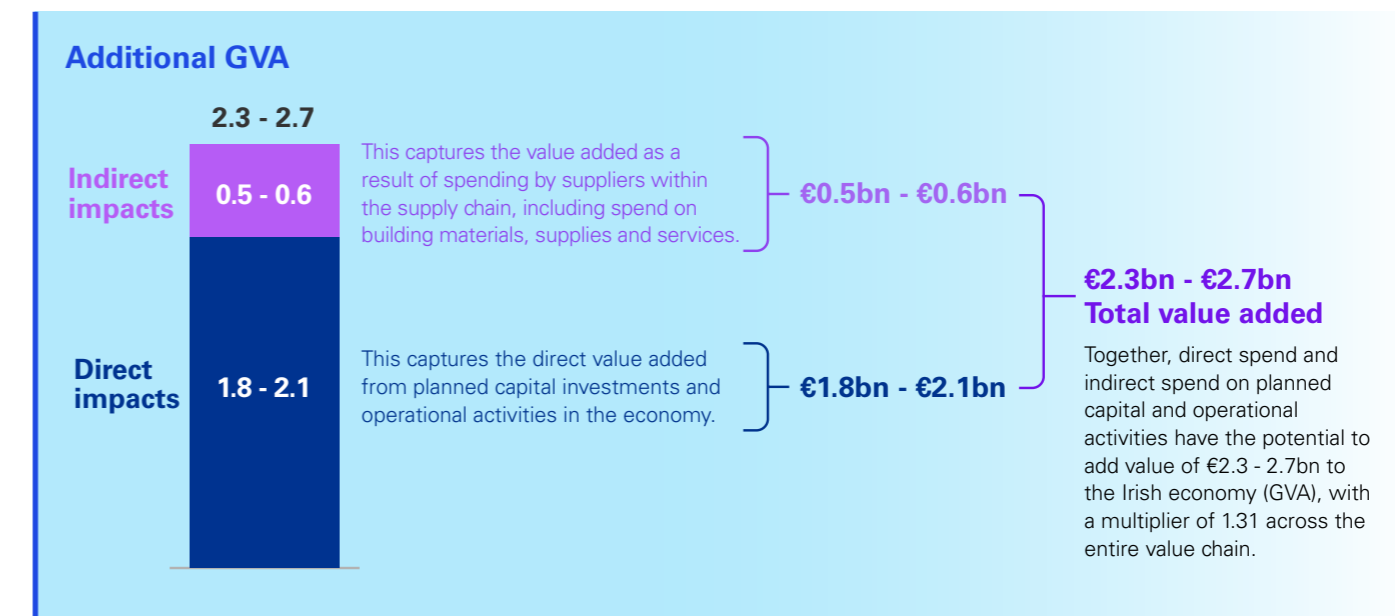 Additional GVA
2.3 - 2.7
Indirect
impacts
0.5 - 0.6
This captures the value added as a
result of spending by suppliers within
the supply chain, including spend on
building materials, supplies and services.
€0.5bn - €0.6bn
Direct
impacts
1.8 - 2.1
This captures the direct value added
from planned capital investments and
operational activities in the economy.
€1.8bn - €2.1bn
€2.3bn - €2.7bn
Total value added
Together, direct spend and
indirect spend on planned
capital and operational
activities have the potential to
add value of €2.3 - 2.7bn to
the Irish economy (GVA), with
a multiplier of 1.31 across the
entire value chain.